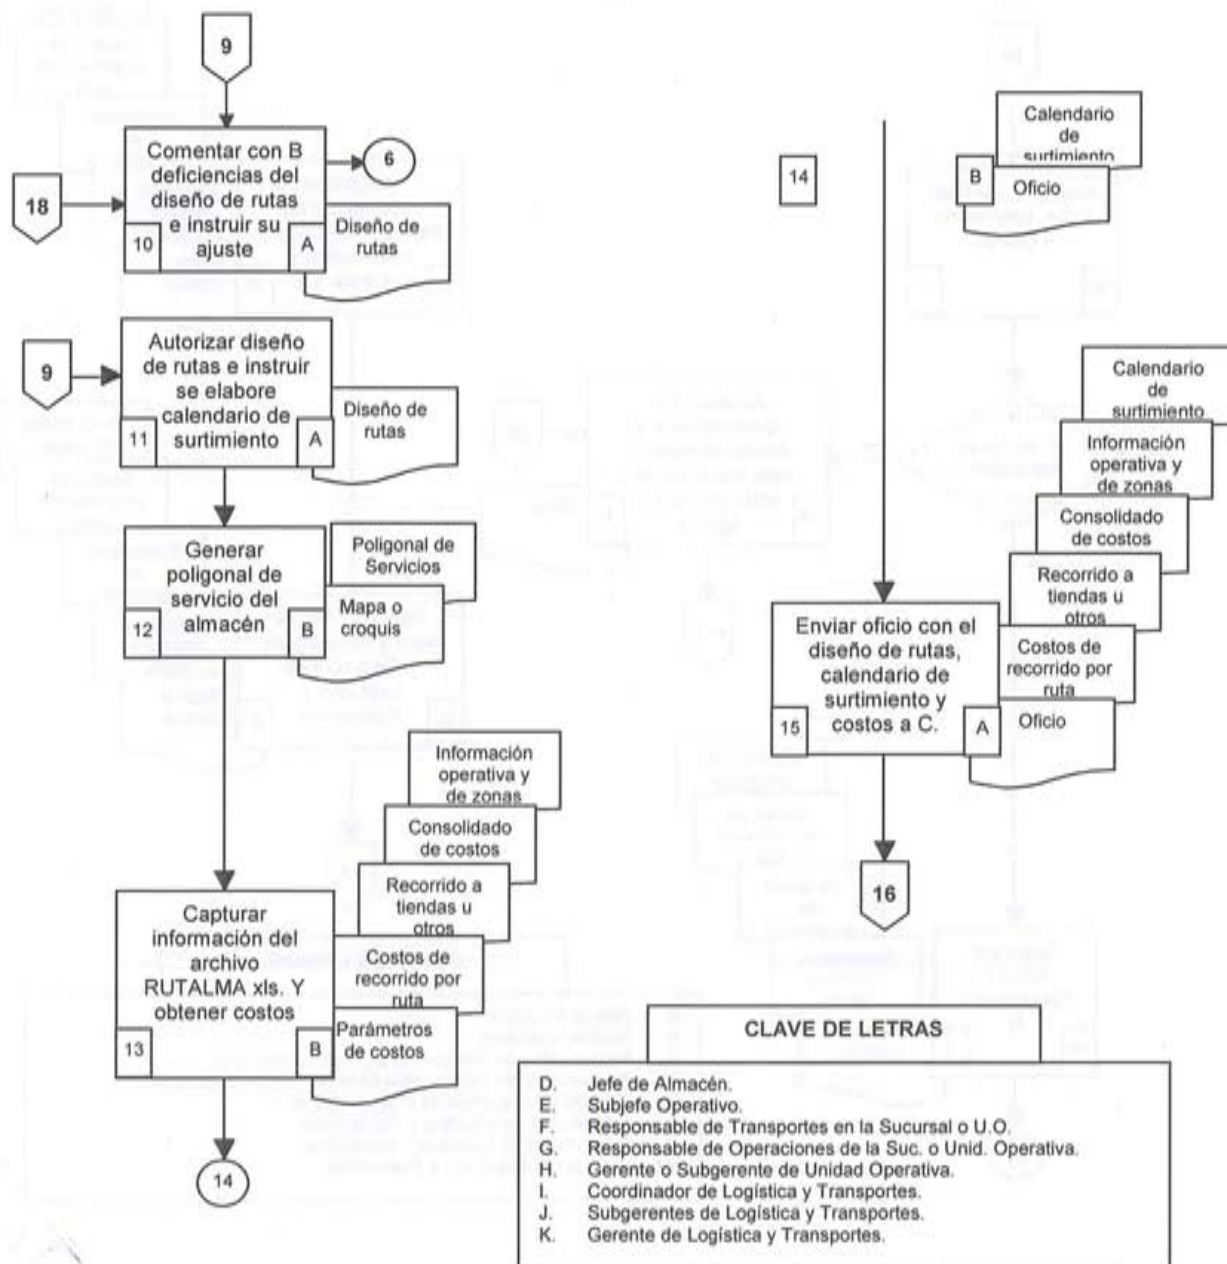 9
Comentar con B
deficiencias del
diseño de rutas
e instruir su
ajuste
10
A
6
18
Diseño de
rutas
9
Autorizar diseño
de rutas e instruir
se elabore
calendario de
surtimiento
11
A
Diseño de
rutas
Generar
poligonal de
servicio del
almacén
12
B
Poligonal de
Servicios
Mapa o
croquis
Información
operativa y
de zonas
Consolidado
de costos
Recorrido a
tiendas u
otros
Costos de
recorrido por
ruta
Parámetros
de costos
Capturar
información del
archivo
RUTALMA xls. Y
obtener costos
13
B
14
14
Calendario
de
surtimiento
B
Oficio
Calendario
de
surtimiento
Información
operativa y
de zonas
Consolidado
de costos
Recorrido a
tiendas u
otros
Costos de
recorrido por
ruta
Oficio
Enviar oficio con el
diseño de rutas,
calendario de
surtimiento y
costos a C.
15
A
16
CLAVE DE LETRAS
D. Jefe de Almacén.
E. Subjefe Operativo.
F. Responsable de Transportes en la Sucursal o U.O.
G. Responsable de Operaciones de la Suc. o Unid. Operativa.
H. Gerente o Subgerente de Unidad Operativa.
I. Coordinador de Logística y Transportes.
J. Subgerentes de Logística y Transportes.
K. Gerente de Logística y Transportes.